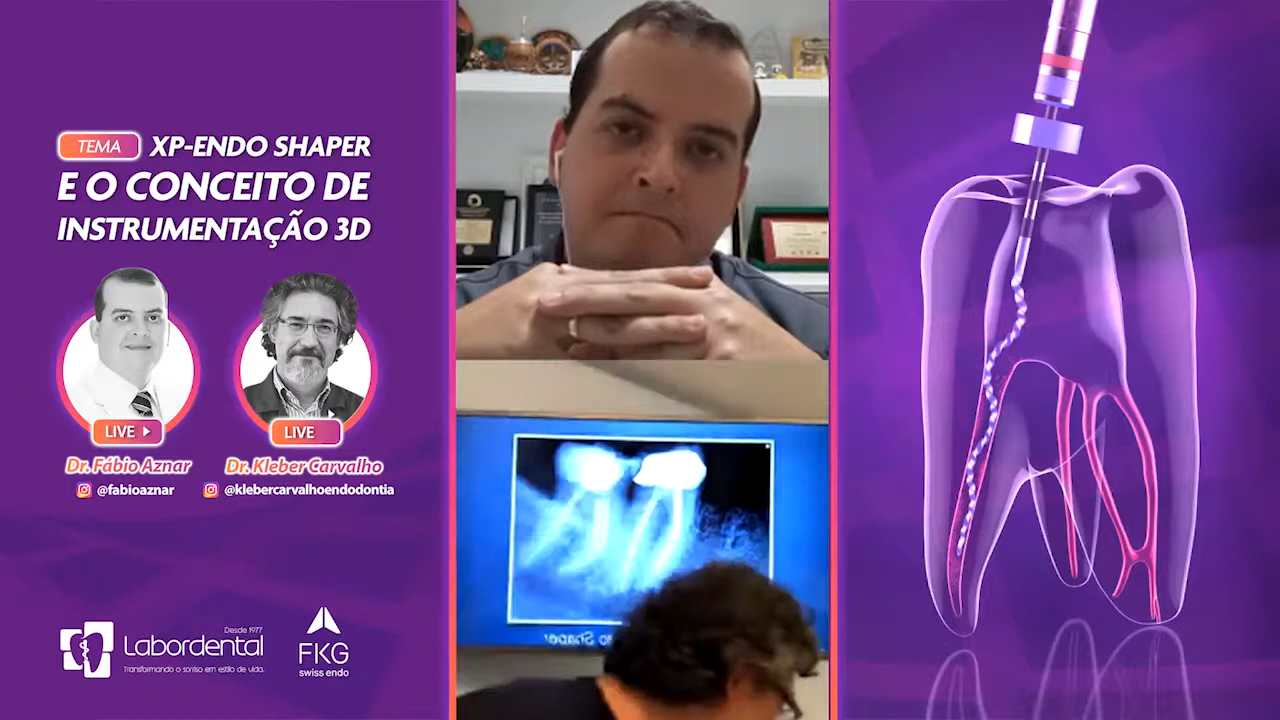 TEMA XP-ENDO SHAPER
E O CONCEITO DE
INSTRUMENTAÇÃO 3D
LIVE
LIVE
Dr. Fábio Aznar
Dr. Kleber Carvalho
@fabioaznar
@klebercarvalhoendodontia
Desde 1977
Labordental
Transformando o sorriso em estilo de vida.
FKG
swiss endo
Shaper